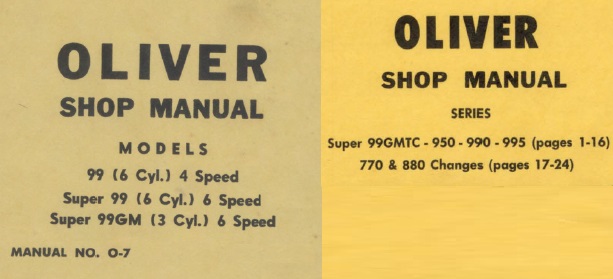 OLIVER
SHOP MANUAL
MODELS
99 (6 Cyl.) 4 Speed
Super 99 (6 Cyl.) 6 Speed
Super 99GM (3 Cyl.) 6 Speed
MANUAL NO. O-7
OLIVER
SHOP MANUAL
SERIES
Super 99GMTC - 950 - 990 - 995 (pages 1-16)
770 & 880 Changes (pages 17-24)